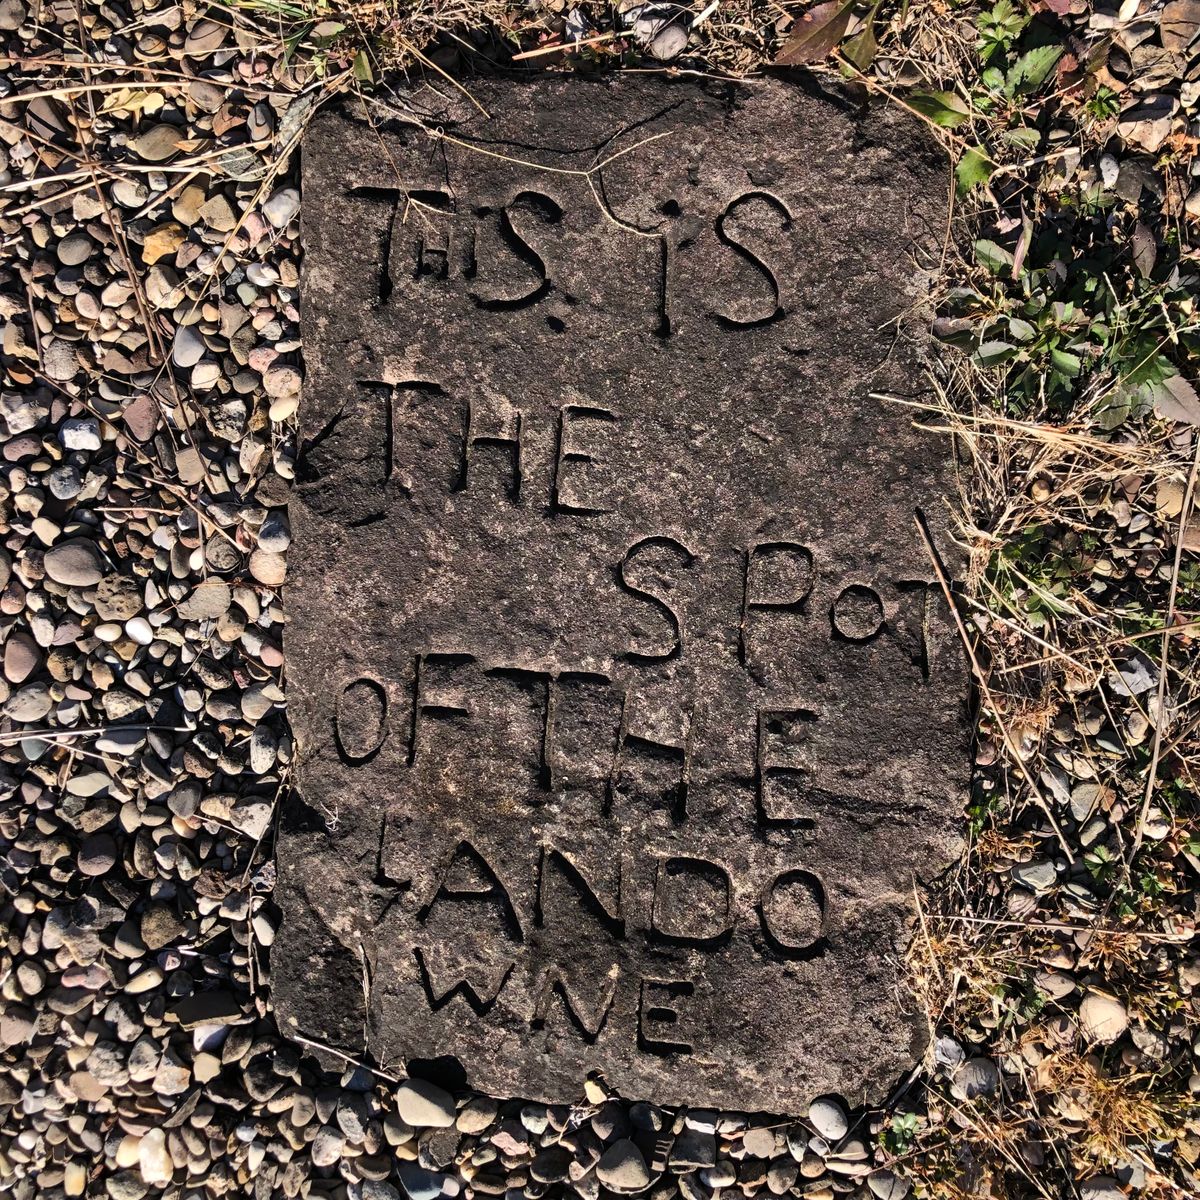 THIS. iS
THE
SPOT
OF THE
LANDO
WNE